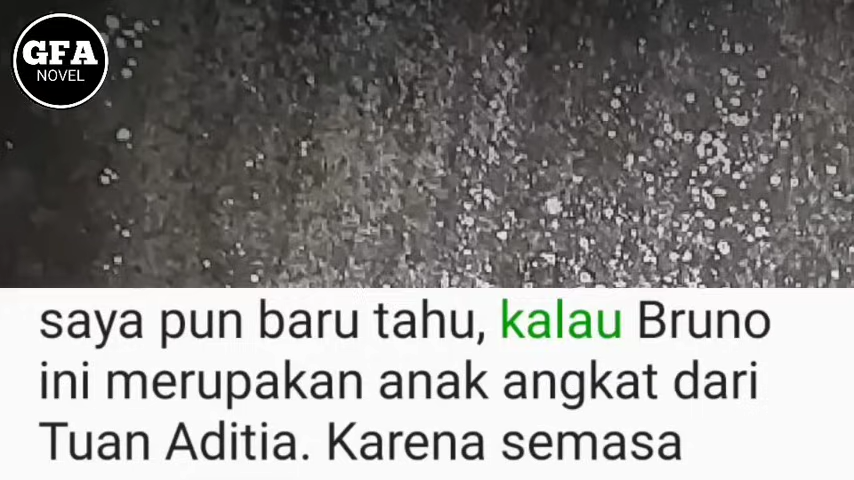 GFA
NOVEL
saya pun baru tahu, kalau Bruno
ini merupakan anak angkat dari
Tuan Aditia. Karena semasa